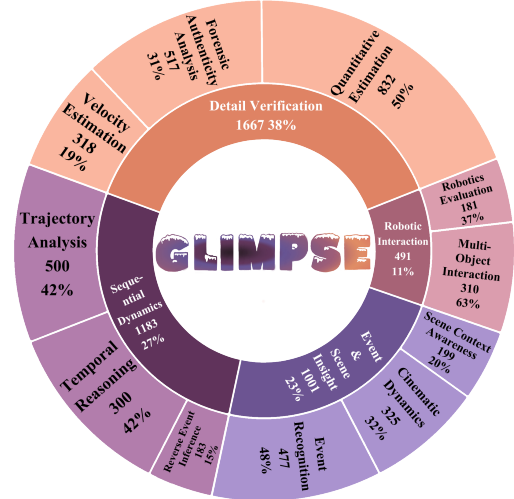 Forensic
Authenticity
Analysis
517
31%
Quantitative
Estimation
832
50%
Velocity
Estimation
318
19%
Detail Verification
1667 38%
Robotics
Evaluation
181
37%
Robotic
Interaction
491
11%
Multi-
Object
Interaction
310
63%
Trajectory
Analysis
500
42%
GLIMPSE
Seque-
ntial
Dynamics
1183
27%
Event
&
Scene
Insight
1001
23%
Scene Context
Awareness
199
20%
Cinematic
Dynamics
325
32%
Temporal
Reasoning
300
42%
Reverse Event
Inference
183
15%
Event
Recognition
477
48%